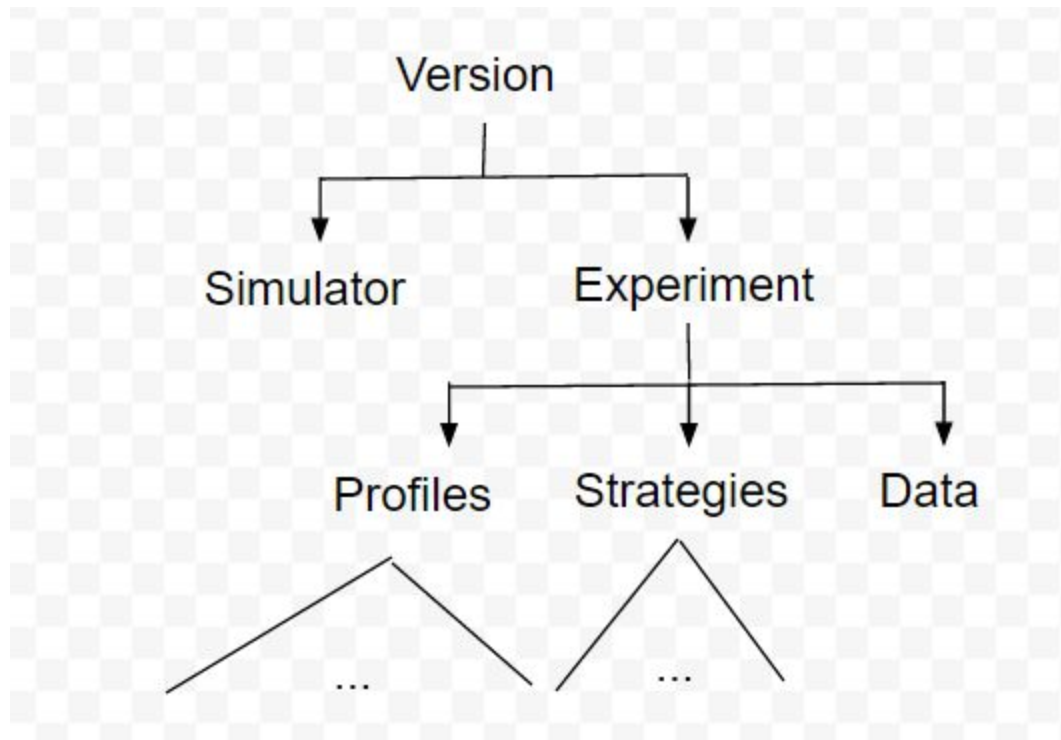 Version
Simulator
Experiment
Profiles
Strategies
Data
...
...